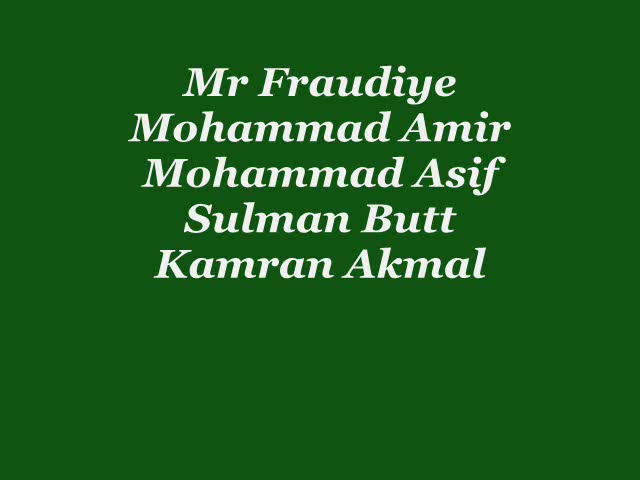 Mr Fraudiye
Mohammad Amir
Mohammad Asif
Sulman Butt
Kamran Akmal